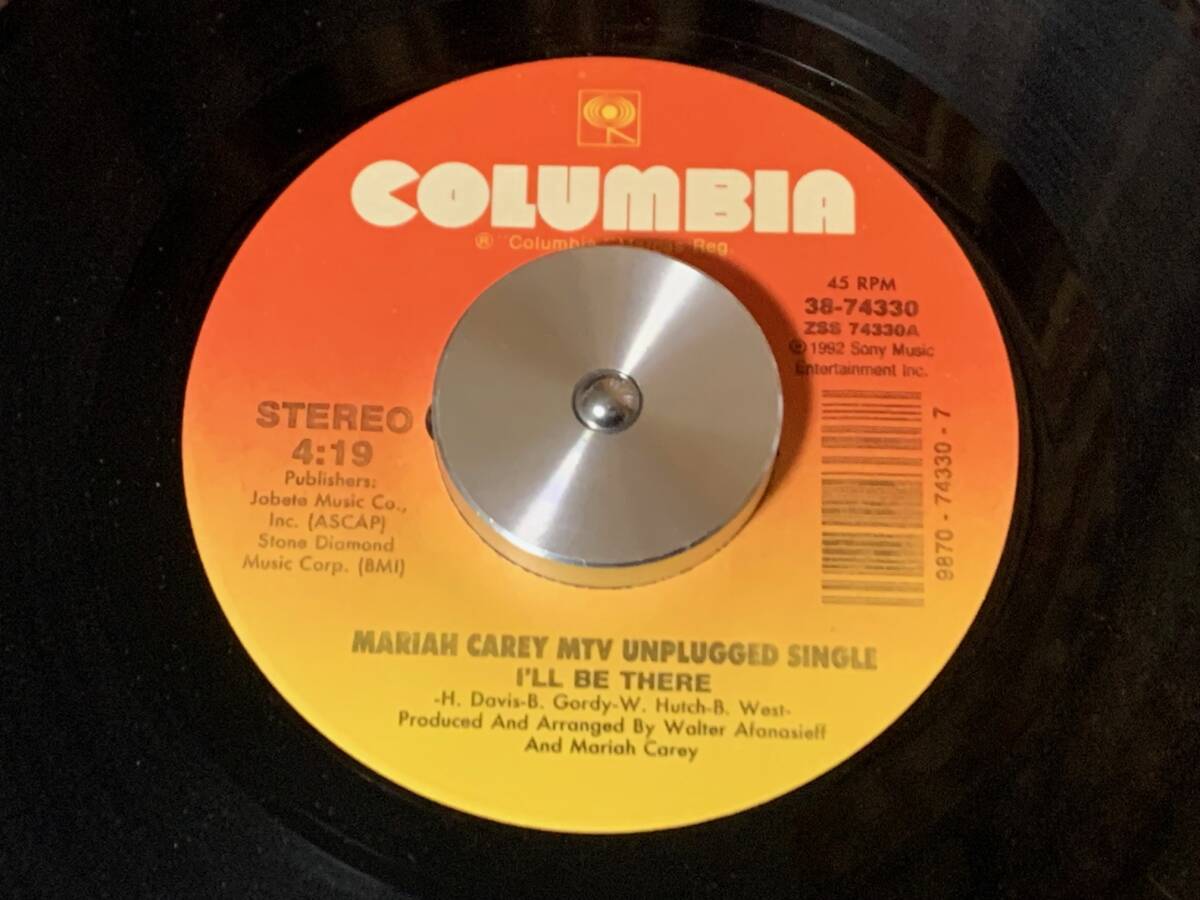 COLUMBIA
® "Columbia" Reg.
45 RPM
38-74330
ZSS 74330A
℗ 1992 Sony Music
Entertainment Inc.
STEREO
4:19
Publishers:
Jobete Music Co.,
Inc. (ASCAP)
Stone Diamond
Music Corp. (BMI)
9870 - 74330 - 7
MARIAH CAREY MTV UNPLUGGED SINGLE
I'LL BE THERE
-H. Davis-B. Gordy-W. Hutch-B. West-
Produced And Arranged By Walter Afanasieff
And Mariah Carey